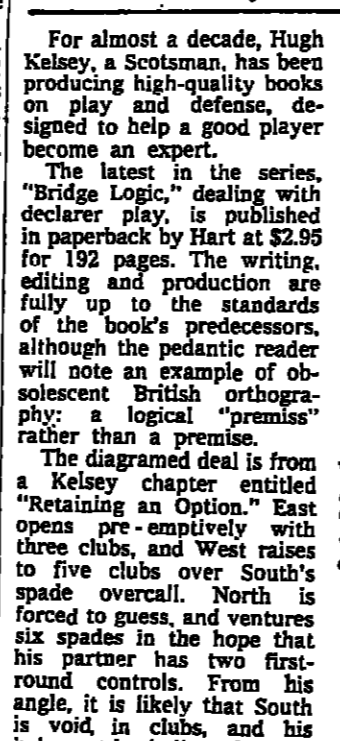 For almost a decade, Hugh
Kelsey, a Scotsman, has been
producing high-quality books
on play and defense, de-
signed to help a good player
become an expert.
The latest in the series,
"Bridge Logic," dealing with
declarer play, is published
in paperback by Hart at $2.95
for 192 pages. The writing,
editing and production are
fully up to the standards
of the book's predecessors,
although the pedantic reader
will note an example of ob-
solescent British orthogra-
phy: a logical "premiss"
rather than a premise.
The diagramed deal is from
a Kelsey chapter entitled
"Retaining an Option." East
opens pre-emptively with
three clubs, and West raises
to five clubs over South's
spade overcall. North is
forced to guess, and ventures
six spades in the hope that
his partner has two first-
round controls. From his
angle, it is likely that South
is void, in clubs, and his